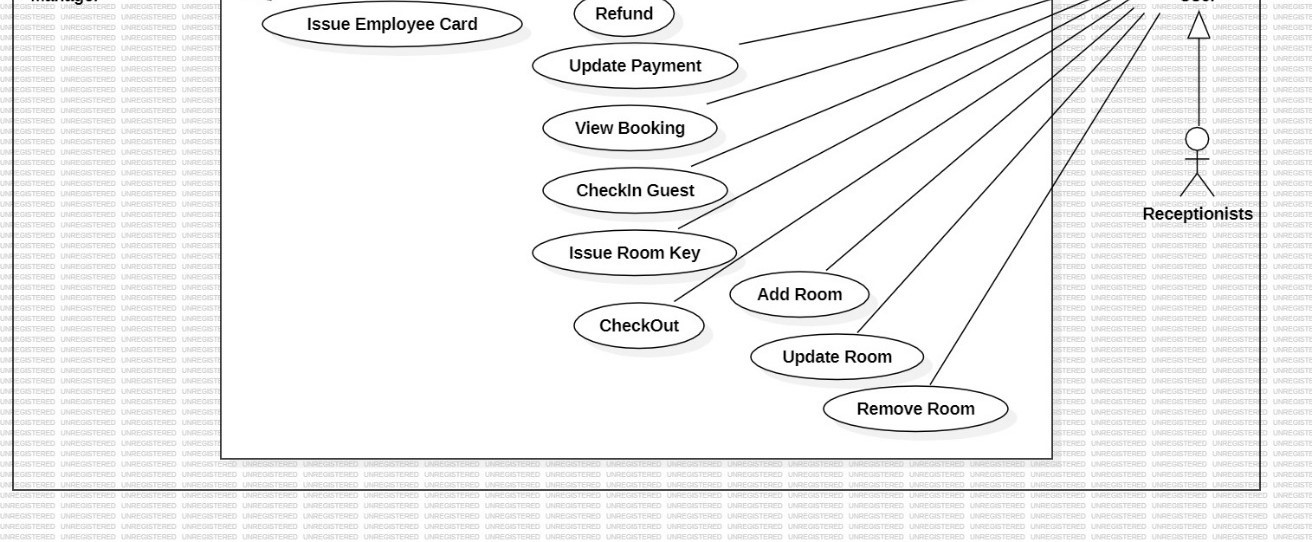 Issue Employee Card
Refund
Update Payment
View Booking
CheckIn Guest
Receptionists
Issue Room Key
Add Room
CheckOut
Update Room
Remove Room
UNREGISTERED